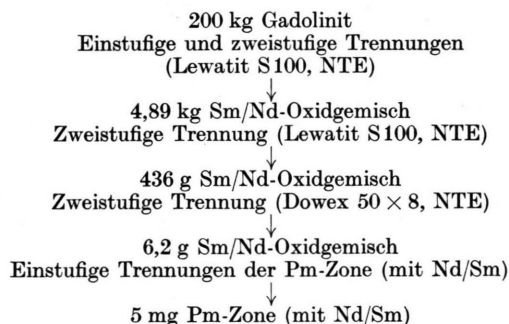 200 kg Gadolinit
Einstufige und zweistufige Trennungen
(Lewatit S 100, NTE)
↓
4,89 kg Sm/Nd-Oxidgemisch
Zweistufige Trennung (Lewatit S 100, NTE)
↓
436 g Sm/Nd-Oxidgemisch
Zweistufige Trennung (Dowex 50 × 8, NTE)
↓
6,2 g Sm/Nd-Oxidgemisch
Einstufige Trennungen der Pm-Zone (mit Nd/Sm)
↓
5 mg Pm-Zone (mit Nd/Sm)